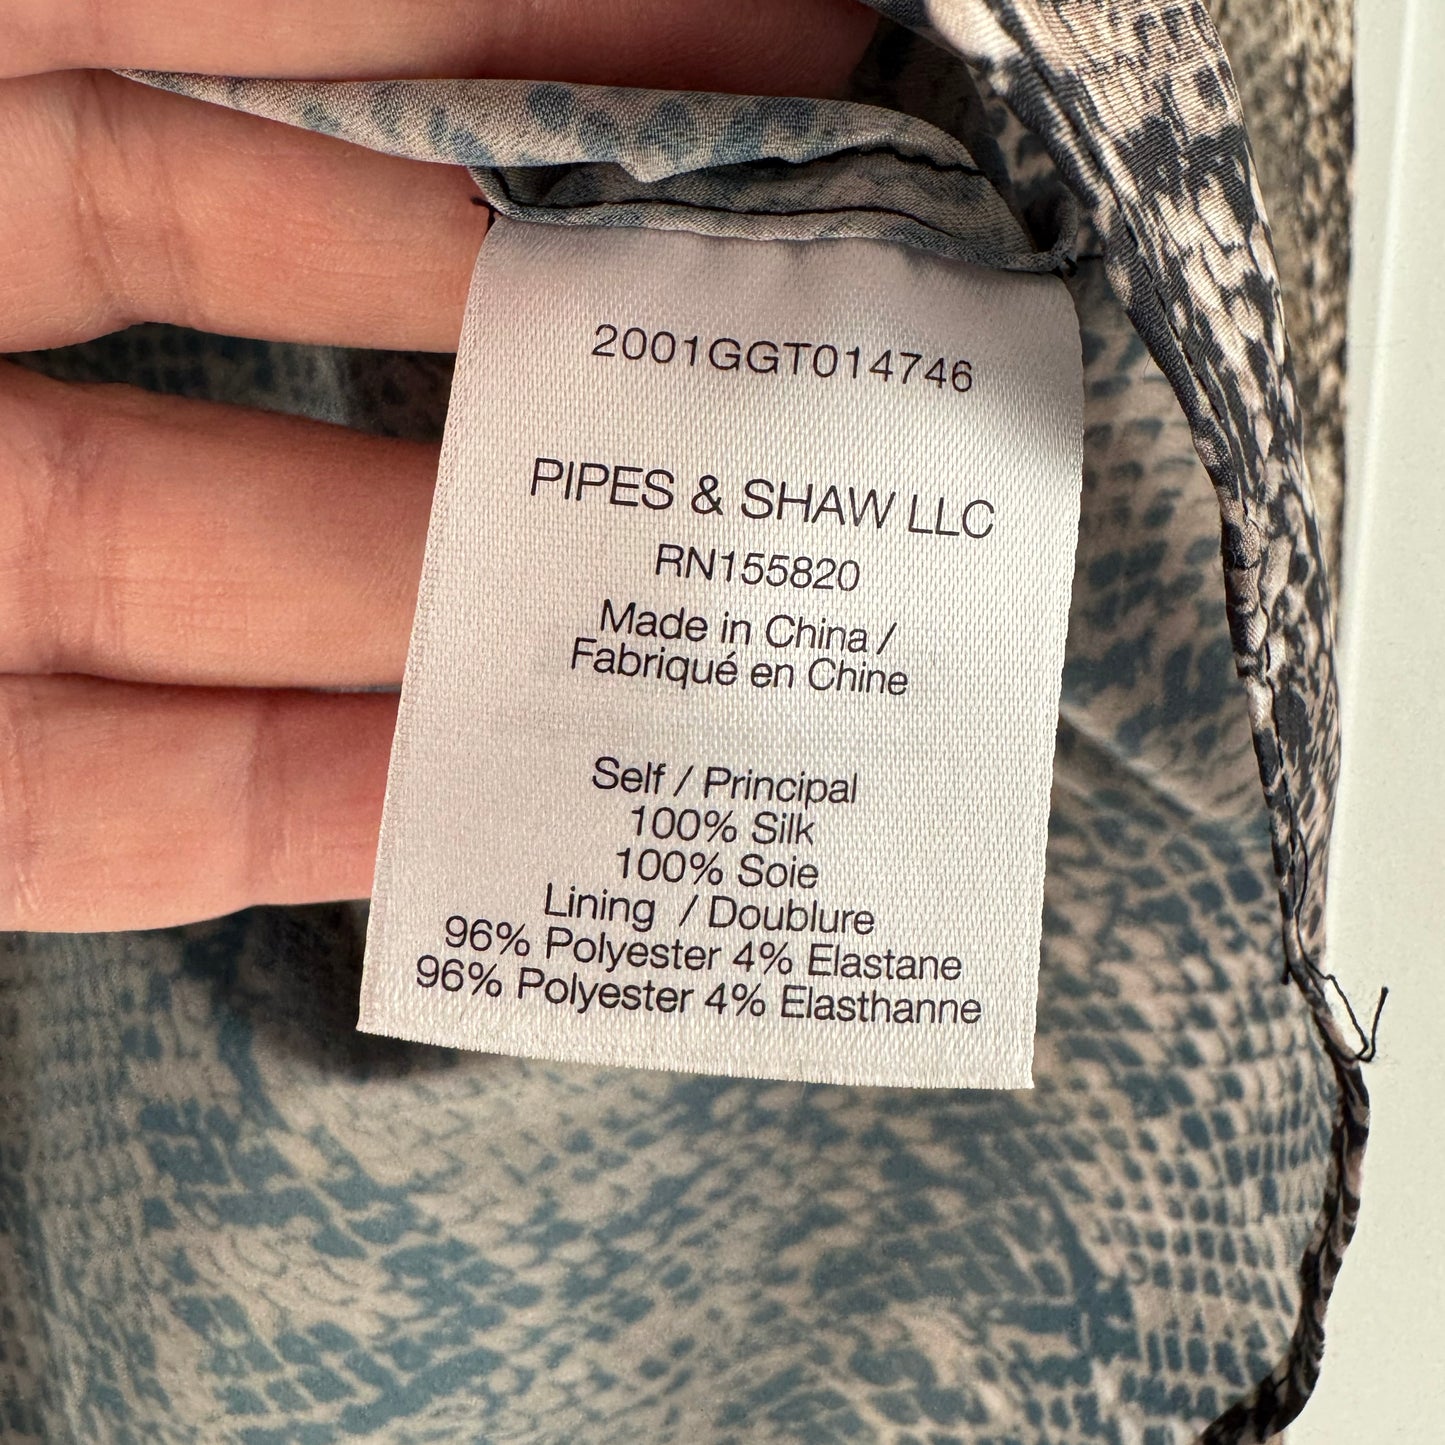 2001GGT014746
PIPES & SHAW LLC
RN155820
Made in China /
Fabriqué en Chine
Self / Principal
100% Silk
100% Soie
Lining / Doublure
96% Polyester 4% Elastane
96% Polyester 4% Elasthanne